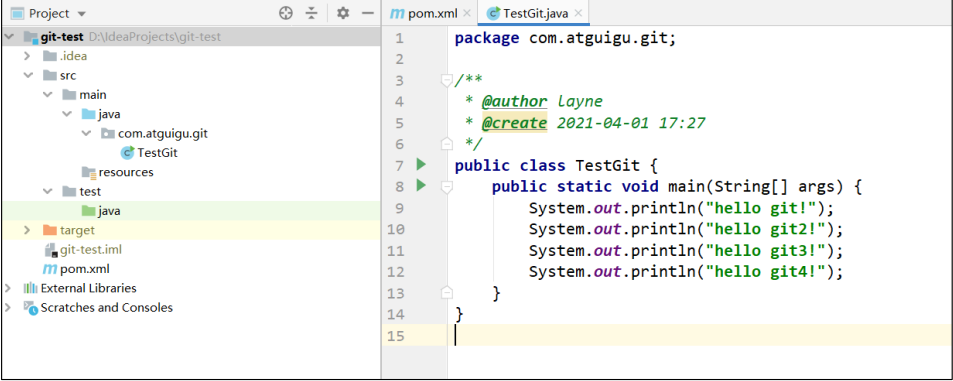 Project
git-test D:\IdeaProjects\git-test
.idea
src
main
java
com.atguigu.git
TestGit
resources
test
java
target
git-test.iml
pom.xml
External Libraries
Scratches and Consoles
pom.xml TestGit.java
1 package com.atguigu.git;
2
3 /**
4 * @author layne
5 * @create 2021-04-01 17:27
6 */
7 public class TestGit {
8 public static void main(String[] args) {
9 System.out.println("hello git!");
10 System.out.println("hello git2!");
11 System.out.println("hello git3!");
12 System.out.println("hello git4!");
13 }
14 }
15